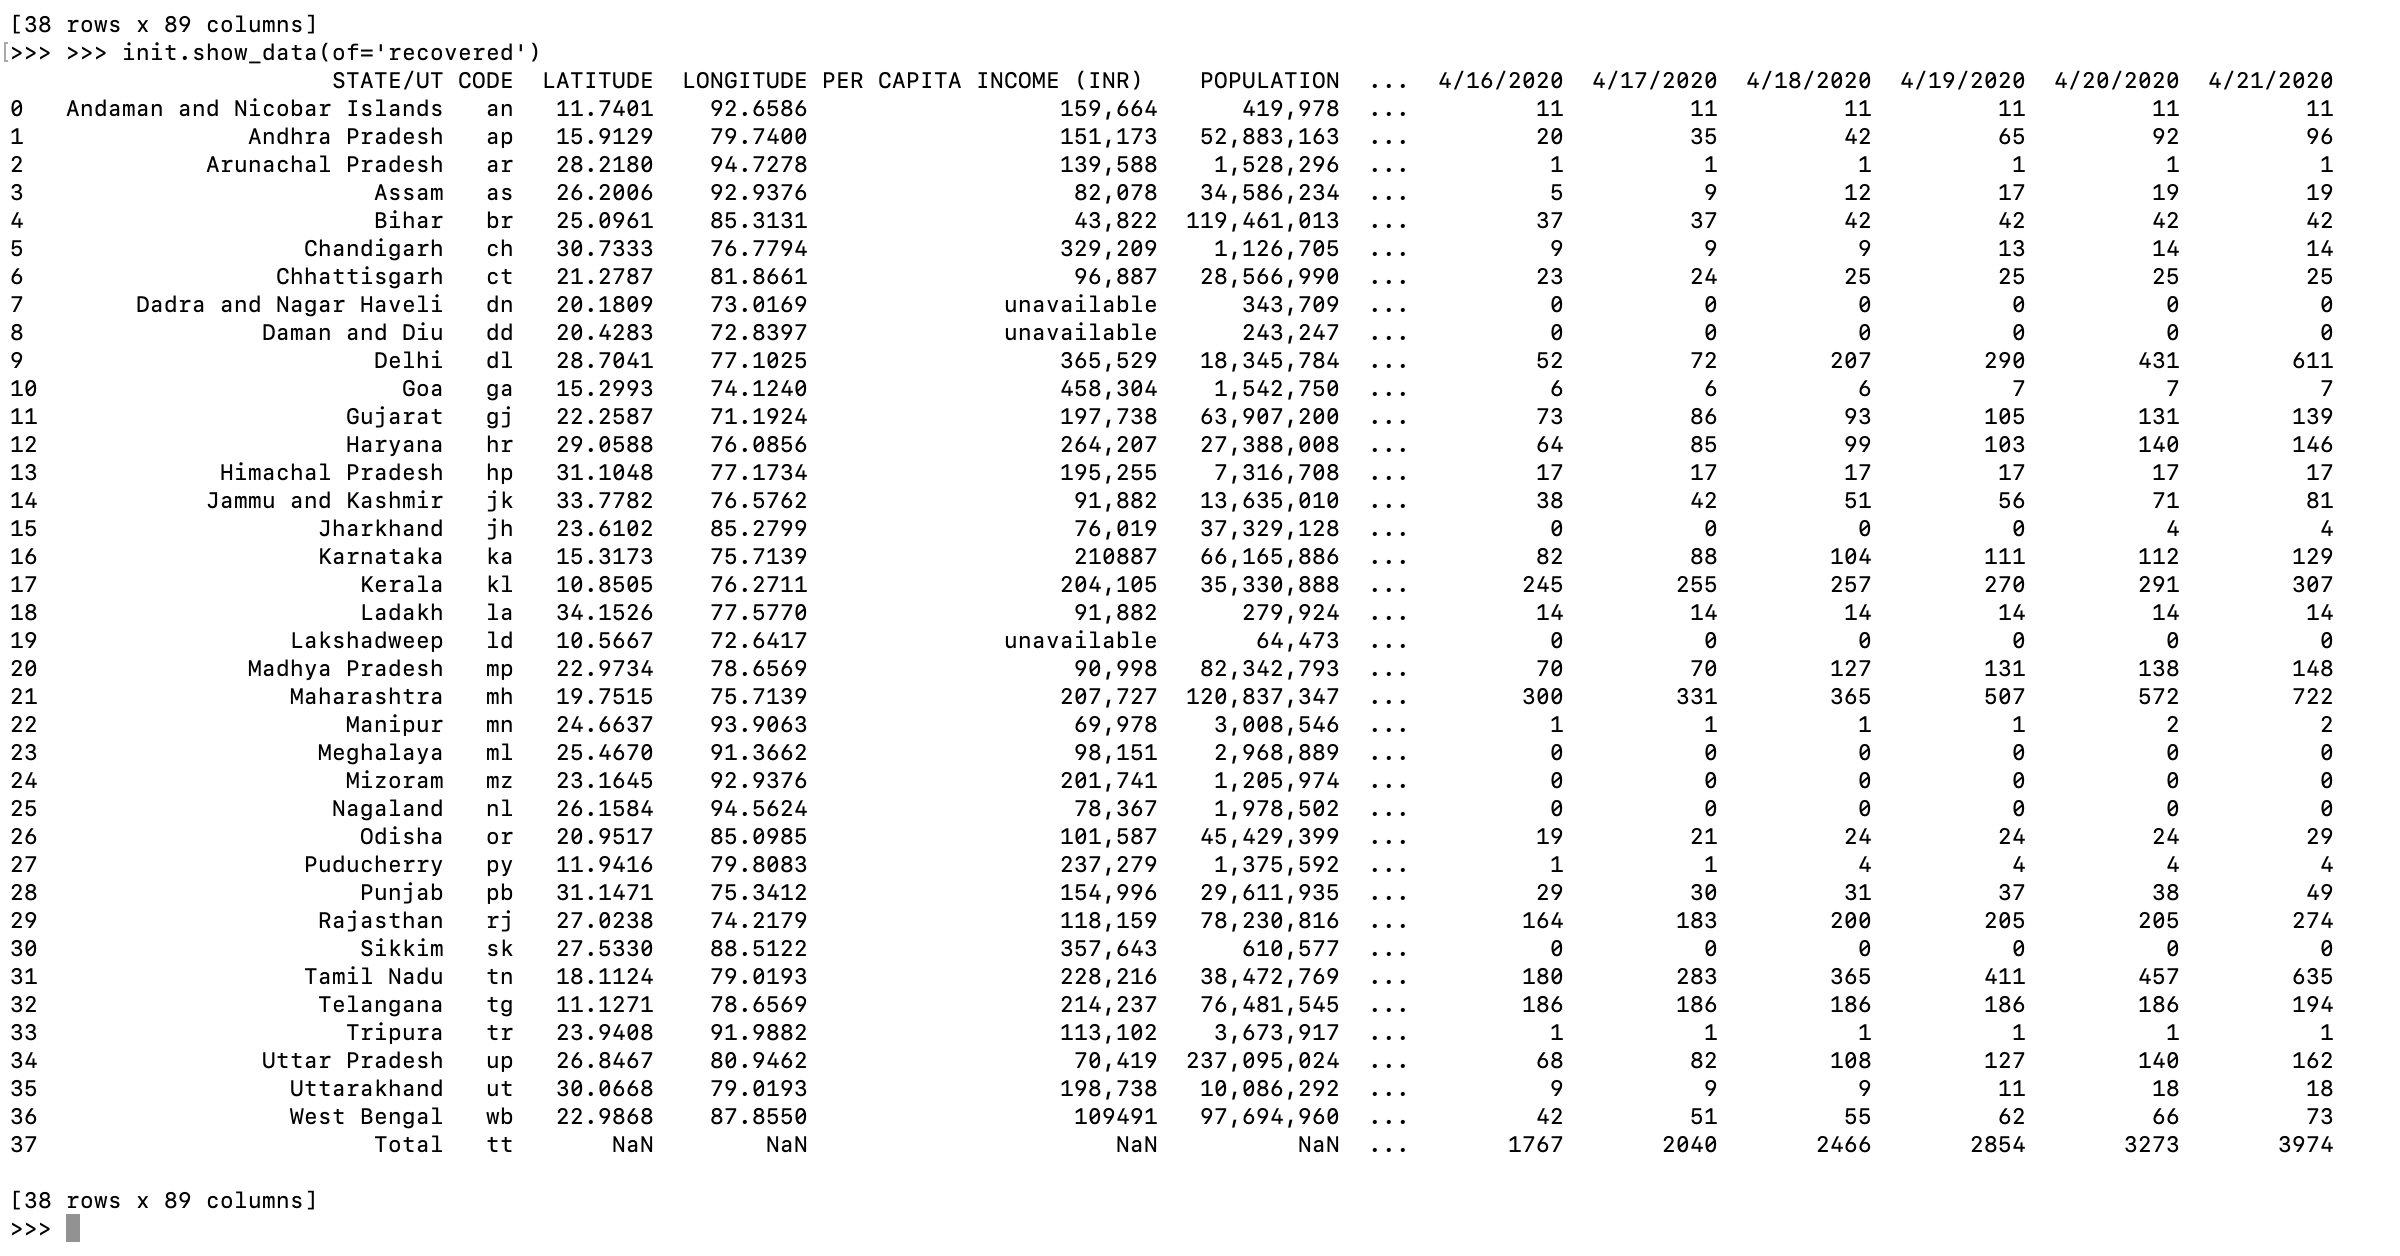 [38 rows x 89 columns]
[>>> >>> init.show_data(of='recovered')
STATE/UT CODE LATITUDE LONGITUDE PER CAPITA INCOME (INR) POPULATION ... 4/16/2020 4/17/2020 4/18/2020 4/19/2020 4/20/2020 4/21/2020
0 Andaman and Nicobar Islands an 11.7401 92.6586 159,664 419,978 ... 11 11 11 11 11 11
1 Andhra Pradesh ap 15.9129 79.7400 151,173 52,883,163 ... 20 35 42 65 92 96
2 Arunachal Pradesh ar 28.2180 94.7278 139,588 1,528,296 ... 1 1 1 1 1 1
3 Assam as 26.2006 92.9376 82,078 34,586,234 ... 5 9 12 17 19 19
4 Bihar br 25.0961 85.3131 43,822 119,461,013 ... 37 37 42 42 42 42
5 Chandigarh ch 30.7333 76.7794 329,209 1,126,705 ... 9 9 9 13 14 14
6 Chhattisgarh ct 21.2787 81.8661 96,887 28,566,990 ... 23 24 25 25 25 25
7 Dadra and Nagar Haveli dn 20.1809 73.0169 unavailable 343,709 ... 0 0 0 0 0 0
8 Daman and Diu dd 20.4283 72.8397 unavailable 243,247 ... 0 0 0 0 0 0
9 Delhi dl 28.7041 77.1025 365,529 18,345,784 ... 52 72 207 290 431 611
10 Goa ga 15.2993 74.1240 458,304 1,542,750 ... 6 6 6 7 7 7
11 Gujarat gj 22.2587 71.1924 197,738 63,907,200 ... 73 86 93 105 131 139
12 Haryana hr 29.0588 76.0856 264,207 27,388,008 ... 64 85 99 103 140 146
13 Himachal Pradesh hp 31.1048 77.1734 195,255 7,316,708 ... 17 17 17 17 17 17
14 Jammu and Kashmir jk 33.7782 76.5762 91,882 13,635,010 ... 38 42 51 56 71 81
15 Jharkhand jh 23.6102 85.2799 76,019 37,329,128 ... 0 0 0 0 4 4
16 Karnataka ka 15.3173 75.7139 210887 66,165,886 ... 82 88 104 111 112 129
17 Kerala kl 10.8505 76.2711 204,105 35,330,888 ... 245 255 257 270 291 307
18 Ladakh la 34.1526 77.5770 91,882 279,924 ... 14 14 14 14 14 14
19 Lakshadweep ld 10.5667 72.6417 unavailable 64,473 ... 0 0 0 0 0 0
20 Madhya Pradesh mp 22.9734 78.6569 90,998 82,342,793 ... 70 70 127 131 138 148
21 Maharashtra mh 19.7515 75.7139 207,727 120,837,347 ... 300 331 365 507 572 722
22 Manipur mn 24.6637 93.9063 69,978 3,008,546 ... 1 1 1 1 2 2
23 Meghalaya ml 25.4670 91.3662 98,151 2,968,889 ... 0 0 0 0 0 0
24 Mizoram mz 23.1645 92.9376 201,741 1,205,974 ... 0 0 0 0 0 0
25 Nagaland nl 26.1584 94.5624 78,367 1,978,502 ... 0 0 0 0 0 0
26 Odisha or 20.9517 85.0985 101,587 45,429,399 ... 19 21 24 24 24 29
27 Puducherry py 11.9416 79.8083 237,279 1,375,592 ... 1 1 4 4 4 4
28 Punjab pb 31.1471 75.3412 154,996 29,611,935 ... 29 30 31 37 38 49
29 Rajasthan rj 27.0238 74.2179 118,159 78,230,816 ... 164 183 200 205 205 274
30 Sikkim sk 27.5330 88.5122 357,643 610,577 ... 0 0 0 0 0 0
31 Tamil Nadu tn 18.1124 79.0193 228,216 38,472,769 ... 180 283 365 411 457 635
32 Telangana tg 11.1271 78.6569 214,237 76,481,545 ... 186 186 186 186 186 194
33 Tripura tr 23.9408 91.9882 113,102 3,673,917 ... 1 1 1 1 1 1
34 Uttar Pradesh up 26.8467 80.9462 70,419 237,095,024 ... 68 82 108 127 140 162
35 Uttarakhand ut 30.0668 79.0193 198,738 10,086,292 ... 9 9 9 11 18 18
36 West Bengal wb 22.9868 87.8550 109491 97,694,960 ... 42 51 55 62 66 73
37 Total tt NaN NaN NaN NaN ... 1767 2040 2466 2854 3273 3974
[38 rows x 89 columns]
>>>